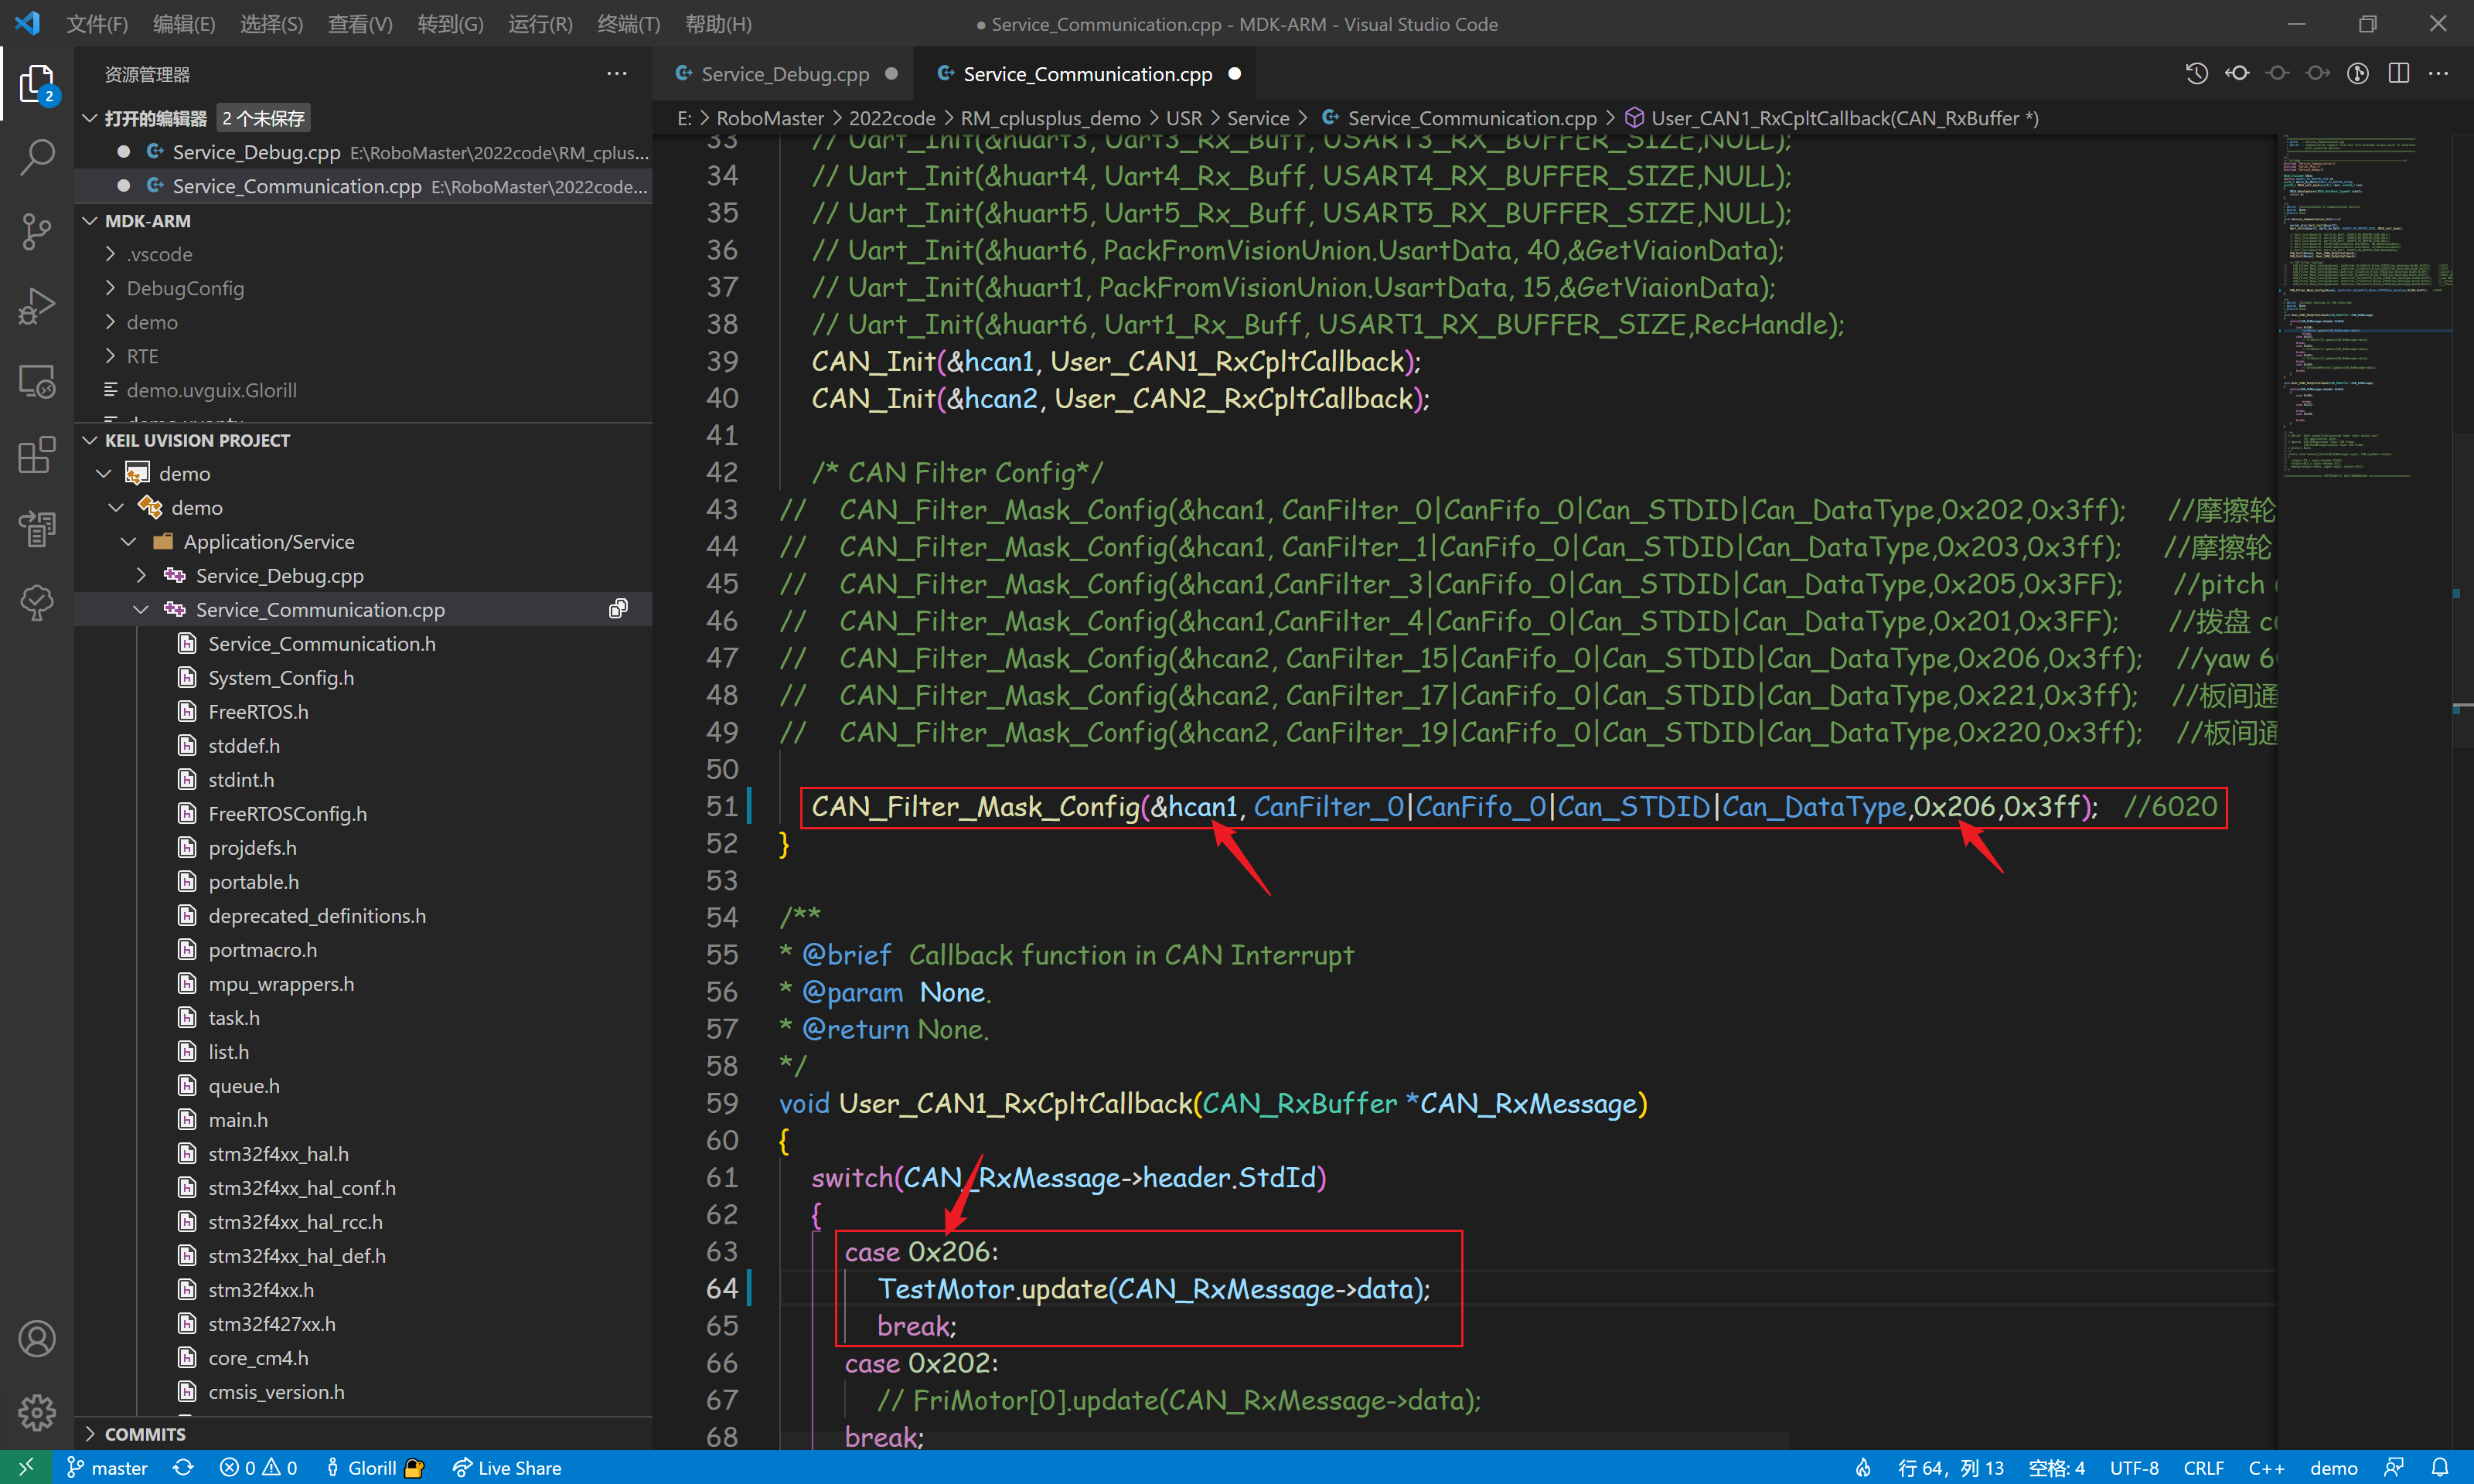 文件(F) 编辑(E) 选择(S) 查看(V) 转到(G) 运行(R) 终端(T) 帮助(H)
● Service_Communication.cpp - MDK-ARM - Visual Studio Code
资源管理器
2
打开的编辑器 2 个未保存
Service_Debug.cpp E:\RoboMaster\2022code\RM_cplus...
Service_Communication.cpp E:\RoboMaster\2022code...
MDK-ARM
.vscode
DebugConfig
demo
RTE
demo.uvguix.Glorill
KEIL UVISION PROJECT
demo
demo
Application/Service
Service_Debug.cpp
Service_Communication.cpp
Service_Communication.h
System_Config.h
FreeRTOS.h
stddef.h
stdint.h
FreeRTOSConfig.h
projdefs.h
portable.h
deprecated_definitions.h
portmacro.h
mpu_wrappers.h
task.h
list.h
queue.h
main.h
stm32f4xx_hal.h
stm32f4xx_hal_conf.h
stm32f4xx_hal_rcc.h
stm32f4xx_hal_def.h
stm32f4xx.h
stm32f427xx.h
core_cm4.h
cmsis_version.h
COMMITS
Service_Debug.cpp ● Service_Communication.cpp ●
E: > RoboMaster > 2022code > RM_cplusplus_demo > USR > Service > Service_Communication.cpp > User_CAN1_RxCpltCallback(CAN_RxBuffer *)
33 // Uart_Init(&huart3, Uart3_Rx_Buff, USART3_RX_BUFFER_SIZE,NULL);
34 // Uart_Init(&huart4, Uart4_Rx_Buff, USART4_RX_BUFFER_SIZE,NULL);
35 // Uart_Init(&huart5, Uart5_Rx_Buff, USART5_RX_BUFFER_SIZE,NULL);
36 // Uart_Init(&huart6, PackFromVisionUnion.UsartData, 40,&GetViaionData);
37 // Uart_Init(&huart1, PackFromVisionUnion.UsartData, 15,&GetViaionData);
38 // Uart_Init(&huart6, Uart1_Rx_Buff, USART1_RX_BUFFER_SIZE,RecHandle);
39 CAN_Init(&hcan1, User_CAN1_RxCpltCallback);
40 CAN_Init(&hcan2, User_CAN2_RxCpltCallback);
41
42 /* CAN Filter Config*/
43 // CAN_Filter_Mask_Config(&hcan1, CanFilter_0|CanFifo_0|Can_STDID|Can_DataType,0x202,0x3ff); //摩擦轮
44 // CAN_Filter_Mask_Config(&hcan1, CanFilter_1|CanFifo_0|Can_STDID|Can_DataType,0x203,0x3ff); //摩擦轮
45 // CAN_Filter_Mask_Config(&hcan1,CanFilter_3|CanFifo_0|Can_STDID|Can_DataType,0x205,0x3FF); //pitch
46 // CAN_Filter_Mask_Config(&hcan1,CanFilter_4|CanFifo_0|Can_STDID|Can_DataType,0x201,0x3FF); //拨盘
47 // CAN_Filter_Mask_Config(&hcan2, CanFilter_15|CanFifo_0|Can_STDID|Can_DataType,0x206,0x3ff); //yaw 6
48 // CAN_Filter_Mask_Config(&hcan2, CanFilter_17|CanFifo_0|Can_STDID|Can_DataType,0x221,0x3ff); //板间通
49 // CAN_Filter_Mask_Config(&hcan2, CanFilter_19|CanFifo_0|Can_STDID|Can_DataType,0x220,0x3ff); //板间通
50
51 CAN_Filter_Mask_Config(&hcan1, CanFilter_0|CanFifo_0|Can_STDID|Can_DataType,0x206,0x3ff); //6020
52 }
53
54 /**
55 * @brief Callback function in CAN Interrupt
56 * @param None.
57 * @return None.
58 */
59 void User_CAN1_RxCpltCallback(CAN_RxBuffer *CAN_RxMessage)
60 {
61 switch(CAN_RxMessage->header.StdId)
62 {
63 case 0x206:
64 TestMotor.update(CAN_RxMessage->data);
65 break;
66 case 0x202:
67 // FriMotor[0].update(CAN_RxMessage->data);
68 break;
master 0 0 Glorill Live Share 行 64，列 13 空格: 4 UTF-8 CRLF C++ demo